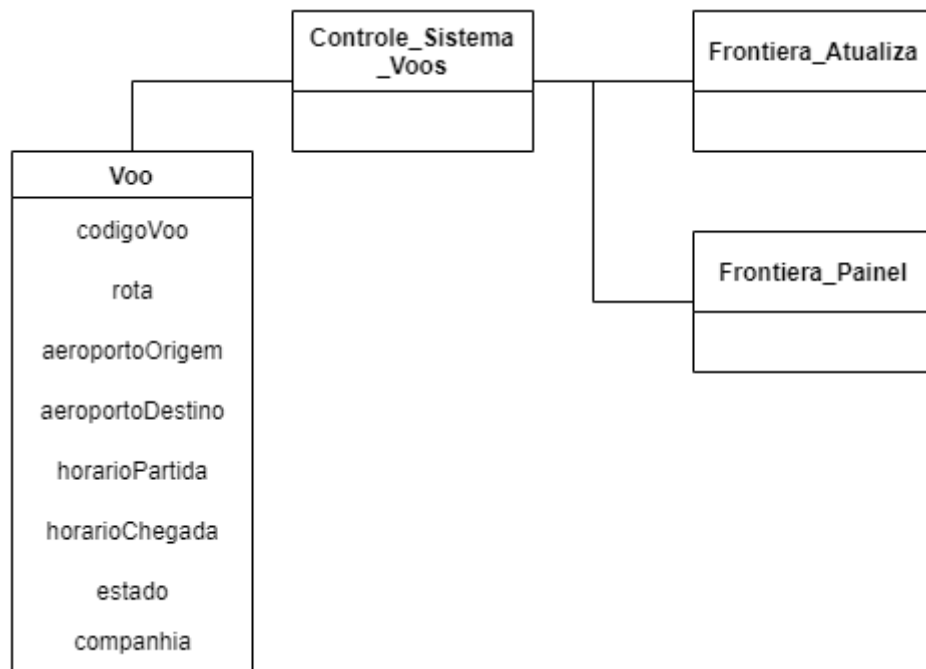 Controle_Sistema
_Voos
Frontiera_Atualiza
Voo
codigoVoo
rota
aeroportoOrigem
aeroportoDestino
horarioPartida
horarioChegada
estado
companhia
Frontiera_Painel